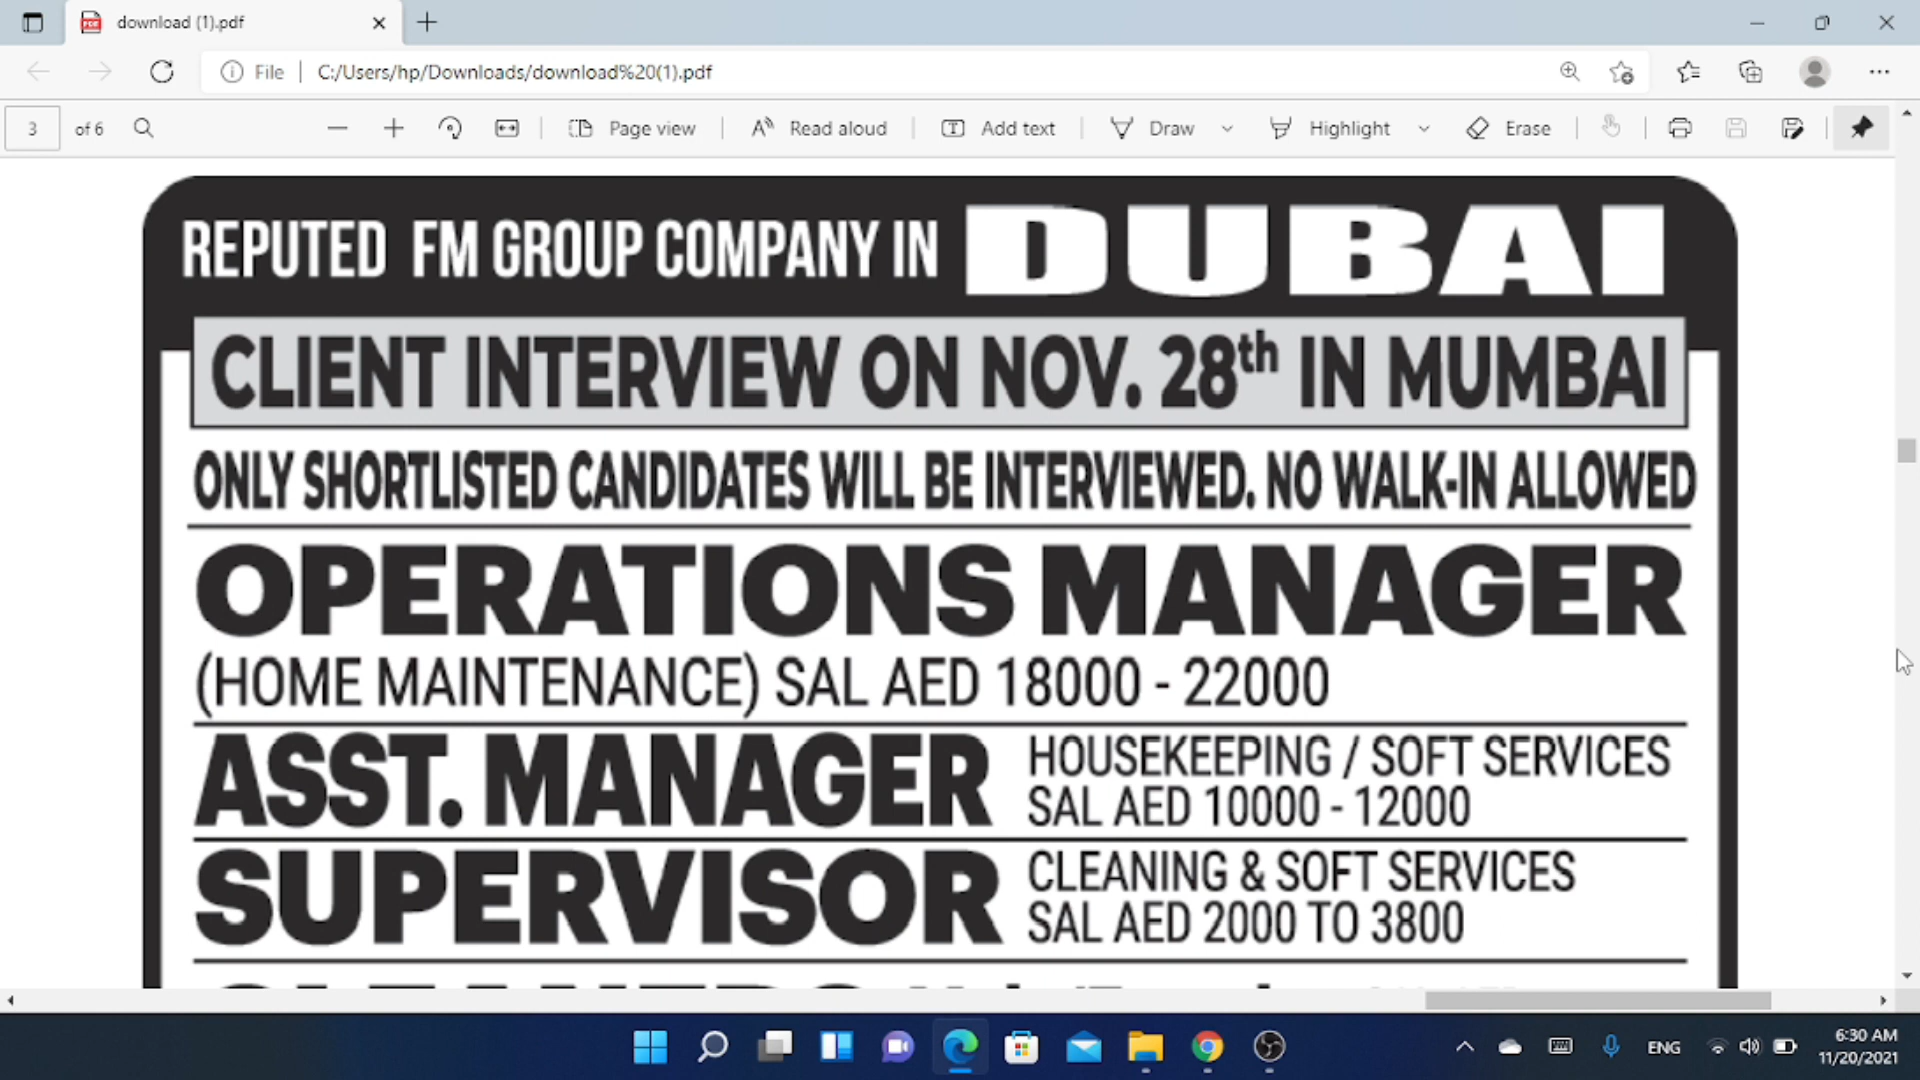 download (1).pdf
File
C:/Users/hp/Downloads/download%20(1).pdf
3 of 6
Page view
Read aloud
Add text
Draw
Highlight
Erase
REPUTED FM GROUP COMPANY IN DUBAI
CLIENT INTERVIEW ON NOV. 28th IN MUMBAI
ONLY SHORTLISTED CANDIDATES WILL BE INTERVIEWED. NO WALK-IN ALLOWED
OPERATIONS MANAGER
(HOME MAINTENANCE) SAL AED 18000 - 22000
ASST. MANAGER
HOUSEKEEPING / SOFT SERVICES
SAL AED 10000 - 12000
SUPERVISOR
CLEANING & SOFT SERVICES
SAL AED 2000 TO 3800
ENG
6:30 AM
11/20/2021